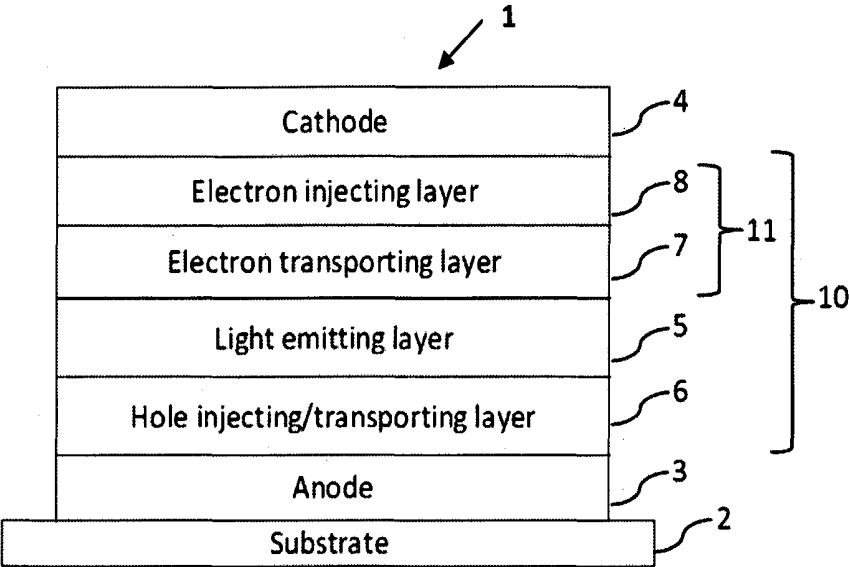 1
Cathode
4
Electron injecting layer
8
11
Electron transporting layer
7
10
Light emitting layer
5
Hole injecting/transporting layer
6
Anode
3
Substrate
2